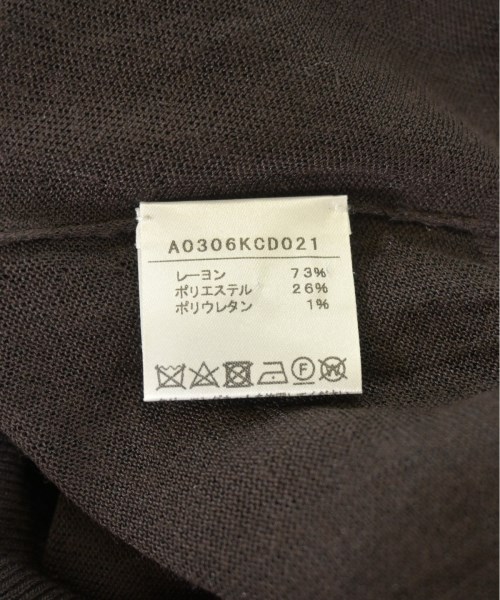 A0306KCD021
レーヨン 73%
ポリエステル 26%
ポリウレタン 1%
F W